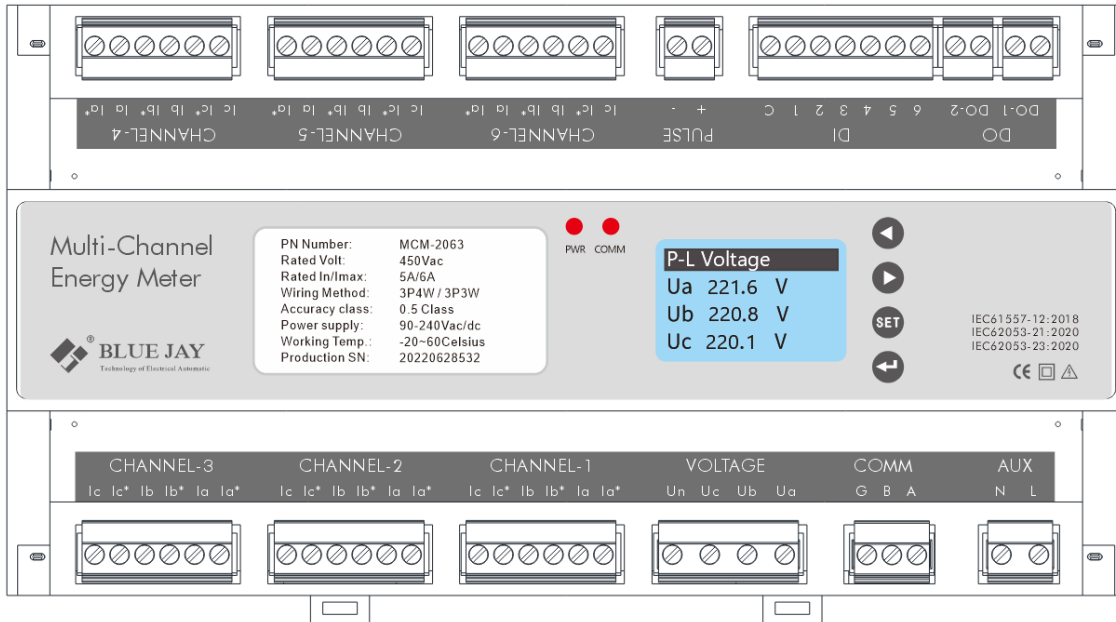 Ia* Ia Ib* Ib Ic* Ic
CHANNEL-4
Ia* Ia Ib* Ib Ic* Ic
CHANNEL-5
Ia* Ia Ib* Ib Ic* Ic
CHANNEL-6
- +
PULSE
C 1 2 3 4 5 6
DI
DO-2 DO-1
DO
Multi-Channel
Energy Meter
® BLUE JAY
Technology of Electrical Automatic
PN Number: MCM-2063
Rated Volt: 450Vac
Rated In/Imax: 5A/6A
Wiring Method: 3P4W / 3P3W
Accuracy class: 0.5 Class
Power supply: 90-240Vac/dc
Working Temp.: -20~60Celsius
Production SN: 20220628532
PWR COMM
P-L Voltage
Ua 221.6 V
Ub 220.8 V
Uc 220.1 V
SET
IEC61557-12:2018
IEC62053-21:2020
IEC62053-23:2020
CE
CHANNEL-3
Ic Ic* Ib Ib* Ia Ia*
CHANNEL-2
Ic Ic* Ib Ib* Ia Ia*
CHANNEL-1
Ic Ic* Ib Ib* Ia Ia*
VOLTAGE
Un Uc Ub Ua
COMM
G B A
AUX
N L